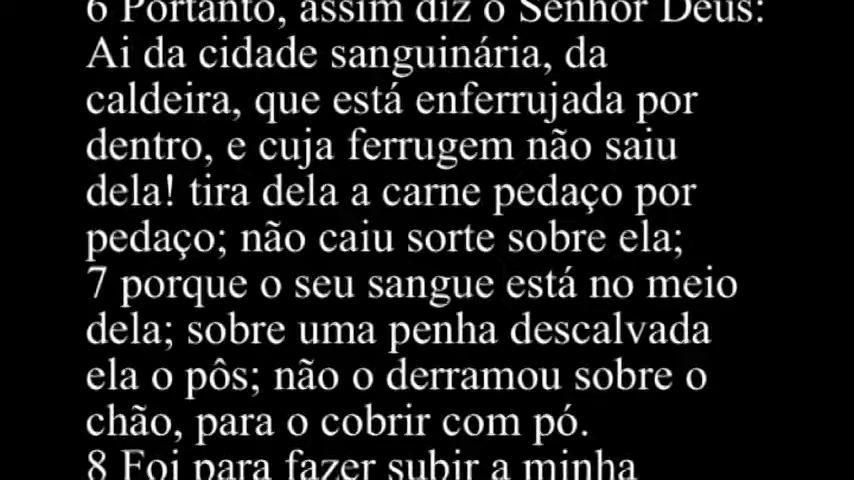 6 Portanto, assim diz o Senhor Deus:
Ai da cidade sanguinária, da
caldeira, que está enferrujada por
dentro, e cuja ferrugem não saiu
dela! tira dela a carne pedaço por
pedaço; não caiu sorte sobre ela;
7 porque o seu sangue está no meio
dela; sobre uma penha descalvada
ela o pôs; não o derramou sobre o
chão, para o cobrir com pó.
8 Foi para fazer subir a minha